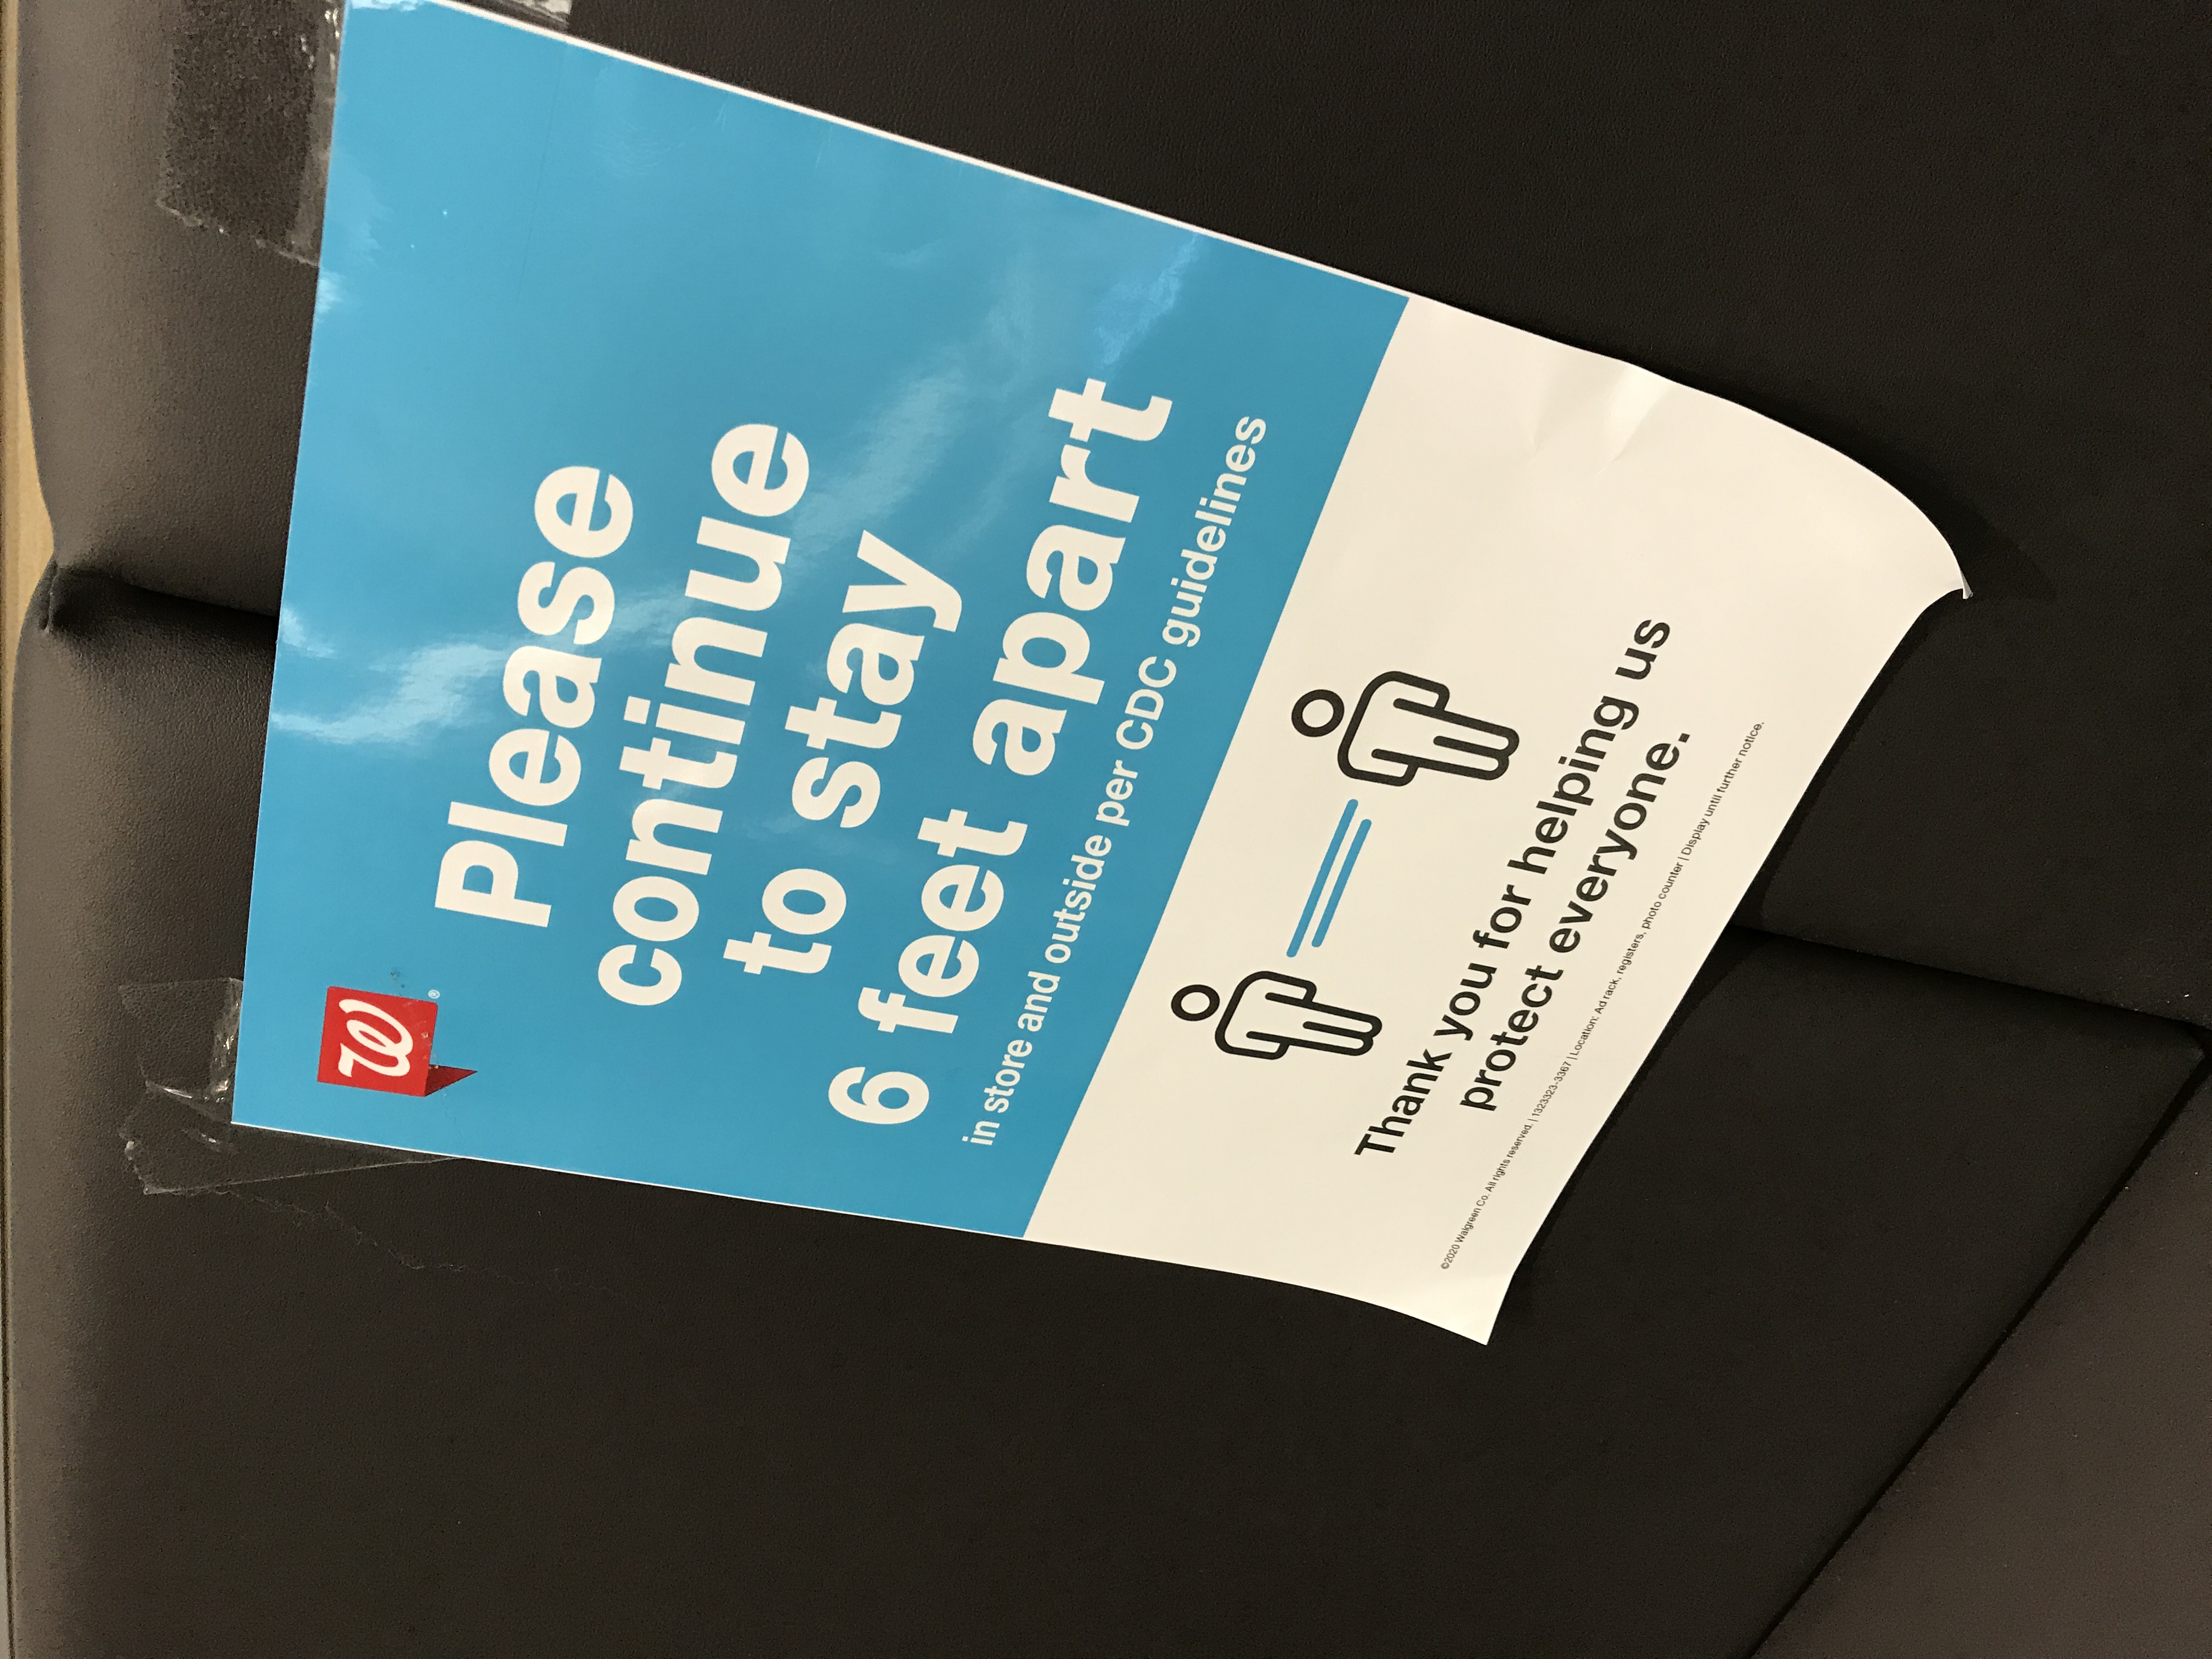 W®
Please
continue
to stay
6 feet apart
in store and outside per CDC guidelines
Thank you for helping us
protect everyone.
©2020 Walgreen Co. All rights reserved. | 1323323-3367 | Location: Ad rack, registers, photo counter | Display until further notice.